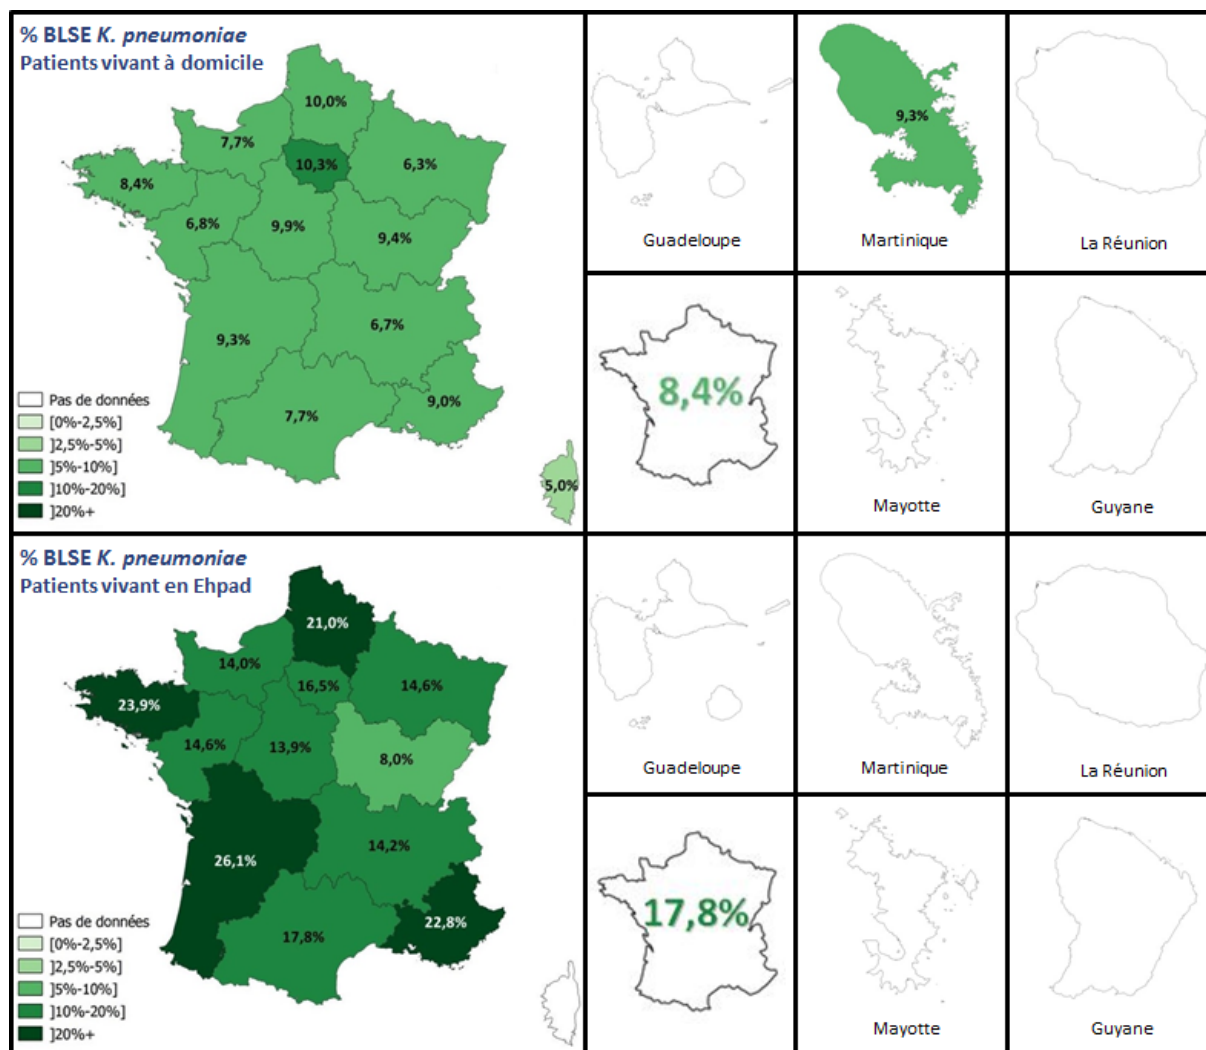 % BLSE K. pneumoniae
Patients vivant à domicile
10,0%
7,7%
10,3%
6,3%
8,4%
6,8%
9,9%
9,4%
9,3%
6,7%
7,7%
9,0%
5,0%
Pas de données
[0%-2,5%]
]2,5%-5%]
]5%-10%]
]10%-20%]
]20%+
Guadeloupe
9,3%
Martinique
La Réunion
8,4%
Mayotte
Guyane
% BLSE K. pneumoniae
Patients vivant en Ehpad
21,0%
14,0%
16,5%
14,6%
23,9%
14,6%
13,9%
8,0%
26,1%
14,2%
17,8%
22,8%
Pas de données
[0%-2,5%]
]2,5%-5%]
]5%-10%]
]10%-20%]
]20%+
Guadeloupe
Martinique
La Réunion
17,8%
Mayotte
Guyane